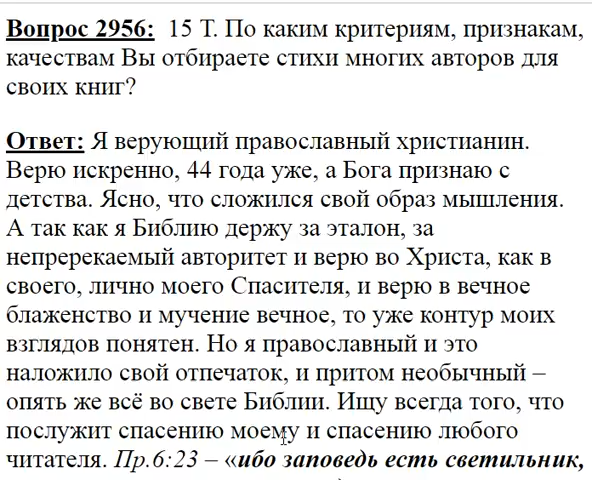 Вопрос 2956:  15 Т. По каким критериям, признакам,
качествам Вы отбираете стихи многих авторов для
своих книг?
Ответ: Я верующий православный христианин.
Верю искренно, 44 года уже, а Бога признаю с
детства. Ясно, что сложился свой образ мышления.
А так как я Библию держу за эталон, за
непререкаемый авторитет и верю во Христа, как в
своего, лично моего Спасителя, и верю в вечное
блаженство и мучение вечное, то уже контур моих
взглядов понятен. Но я православный и это
наложило свой отпечаток, и притом необычный –
опять же всё во свете Библии. Ищу всегда того, что
послужит спасению моему и спасению любого
читателя. Пр.6:23 – «ибо заповедь есть светильник,